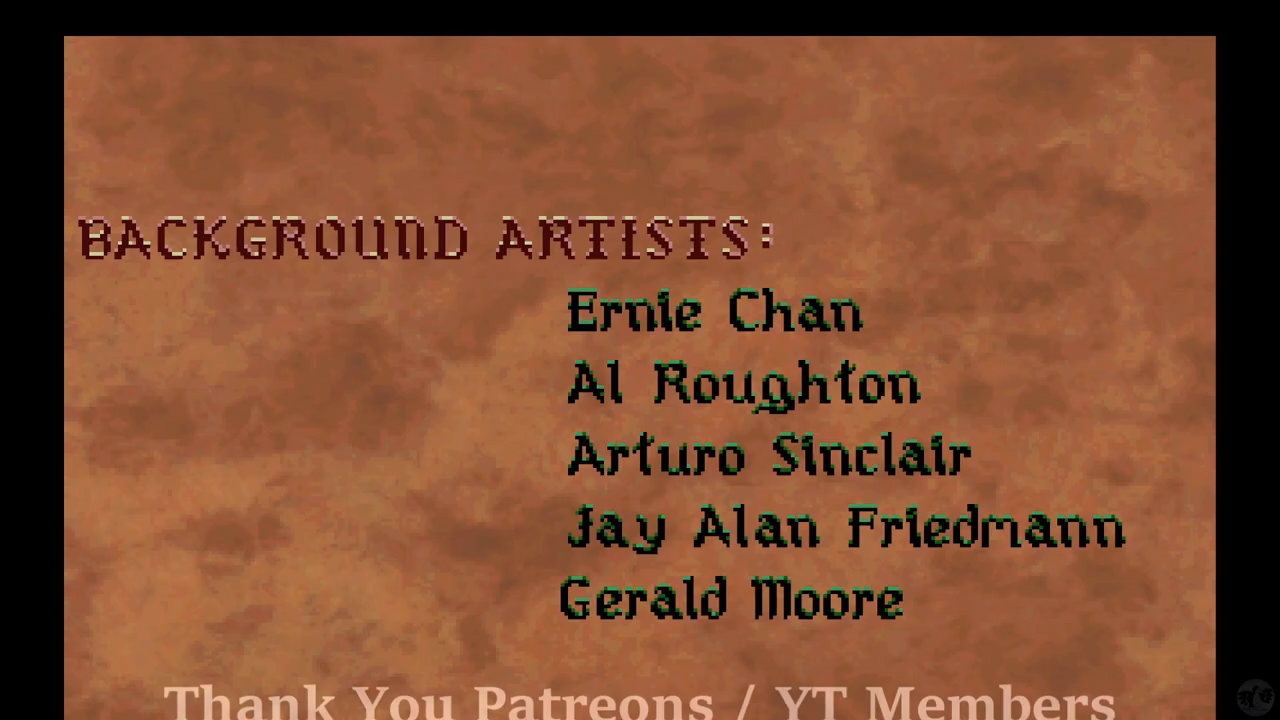 BACKGROUND ARTISTS:
Ernie Chan
Al Roughton
Arturo Sinclair
Jay Alan Friedmann
Gerald Moore
Thank You Patreons / YT Members